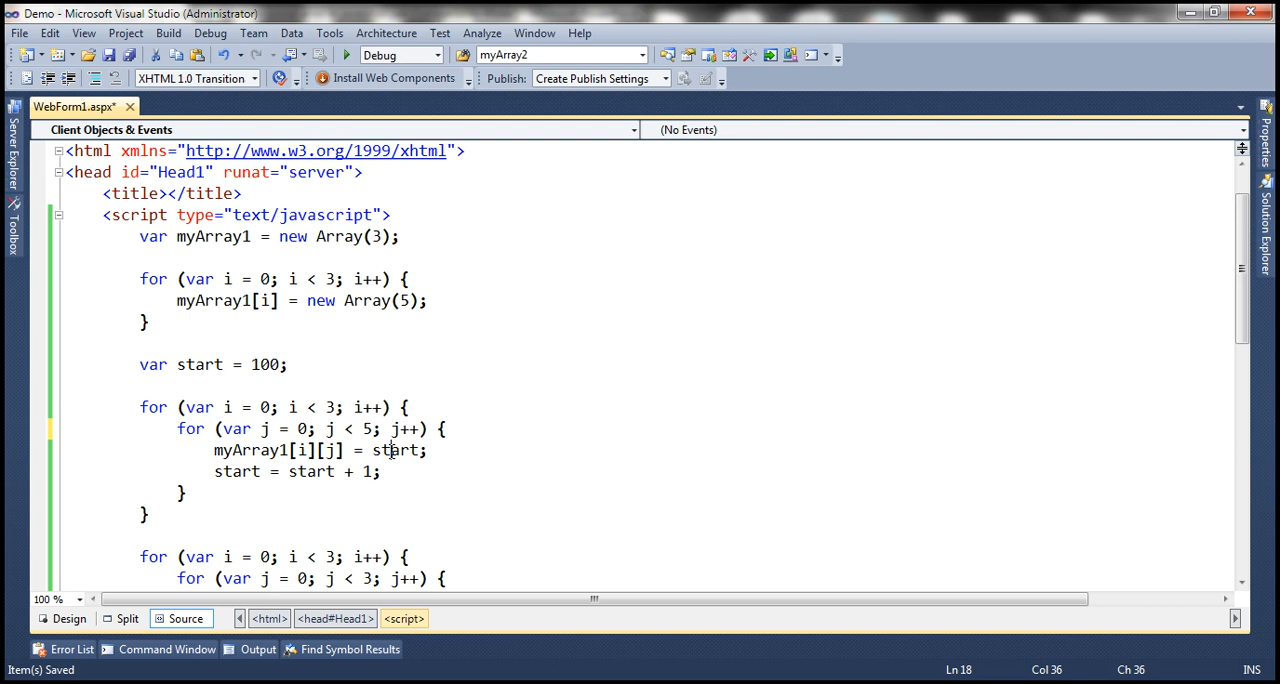 Demo - Microsoft Visual Studio (Administrator)
File Edit View Project Build Debug Team Data Tools Architecture Test Analyze Window Help
Debug myArray2
XHTML 1.0 Transition Install Web Components Publish: Create Publish Settings
WebForm1.aspx*
Client Objects & Events (No Events)
Server Explorer
Toolbox
Properties
Solution Explorer
<html xmlns="http://www.w3.org/1999/xhtml">
<head id="Head1" runat="server">
<title></title>
<script type="text/javascript">
var myArray1 = new Array(3);
for (var i = 0; i < 3; i++) {
myArray1[i] = new Array(5);
}
var start = 100;
for (var i = 0; i < 3; i++) {
for (var j = 0; j < 5; j++) {
myArray1[i][j] = start;
start = start + 1;
}
}
for (var i = 0; i < 3; i++) {
for (var j = 0; j < 3; j++) {
100 %
Design Split Source <html> <head#Head1> <script>
Error List Command Window Output Find Symbol Results
Item(s) Saved Ln 18 Col 36 Ch 36 INS